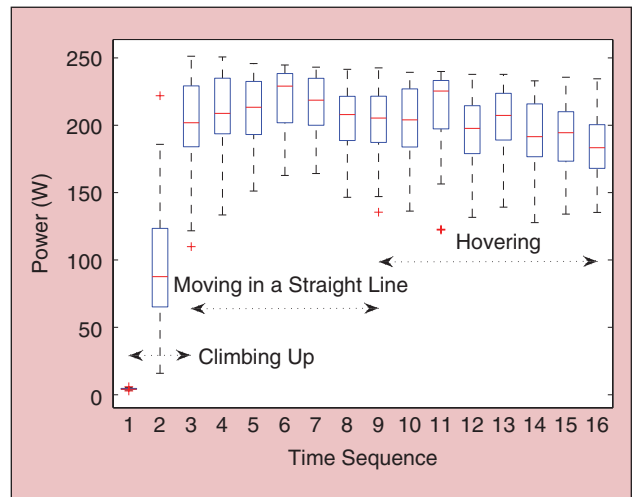 250
200
150
100
50
0
Power (W)
Hovering
Moving in a Straight Line
Climbing Up
1 2 3 4 5 6 7 8 9 10 11 12 13 14 15 16
Time Sequence